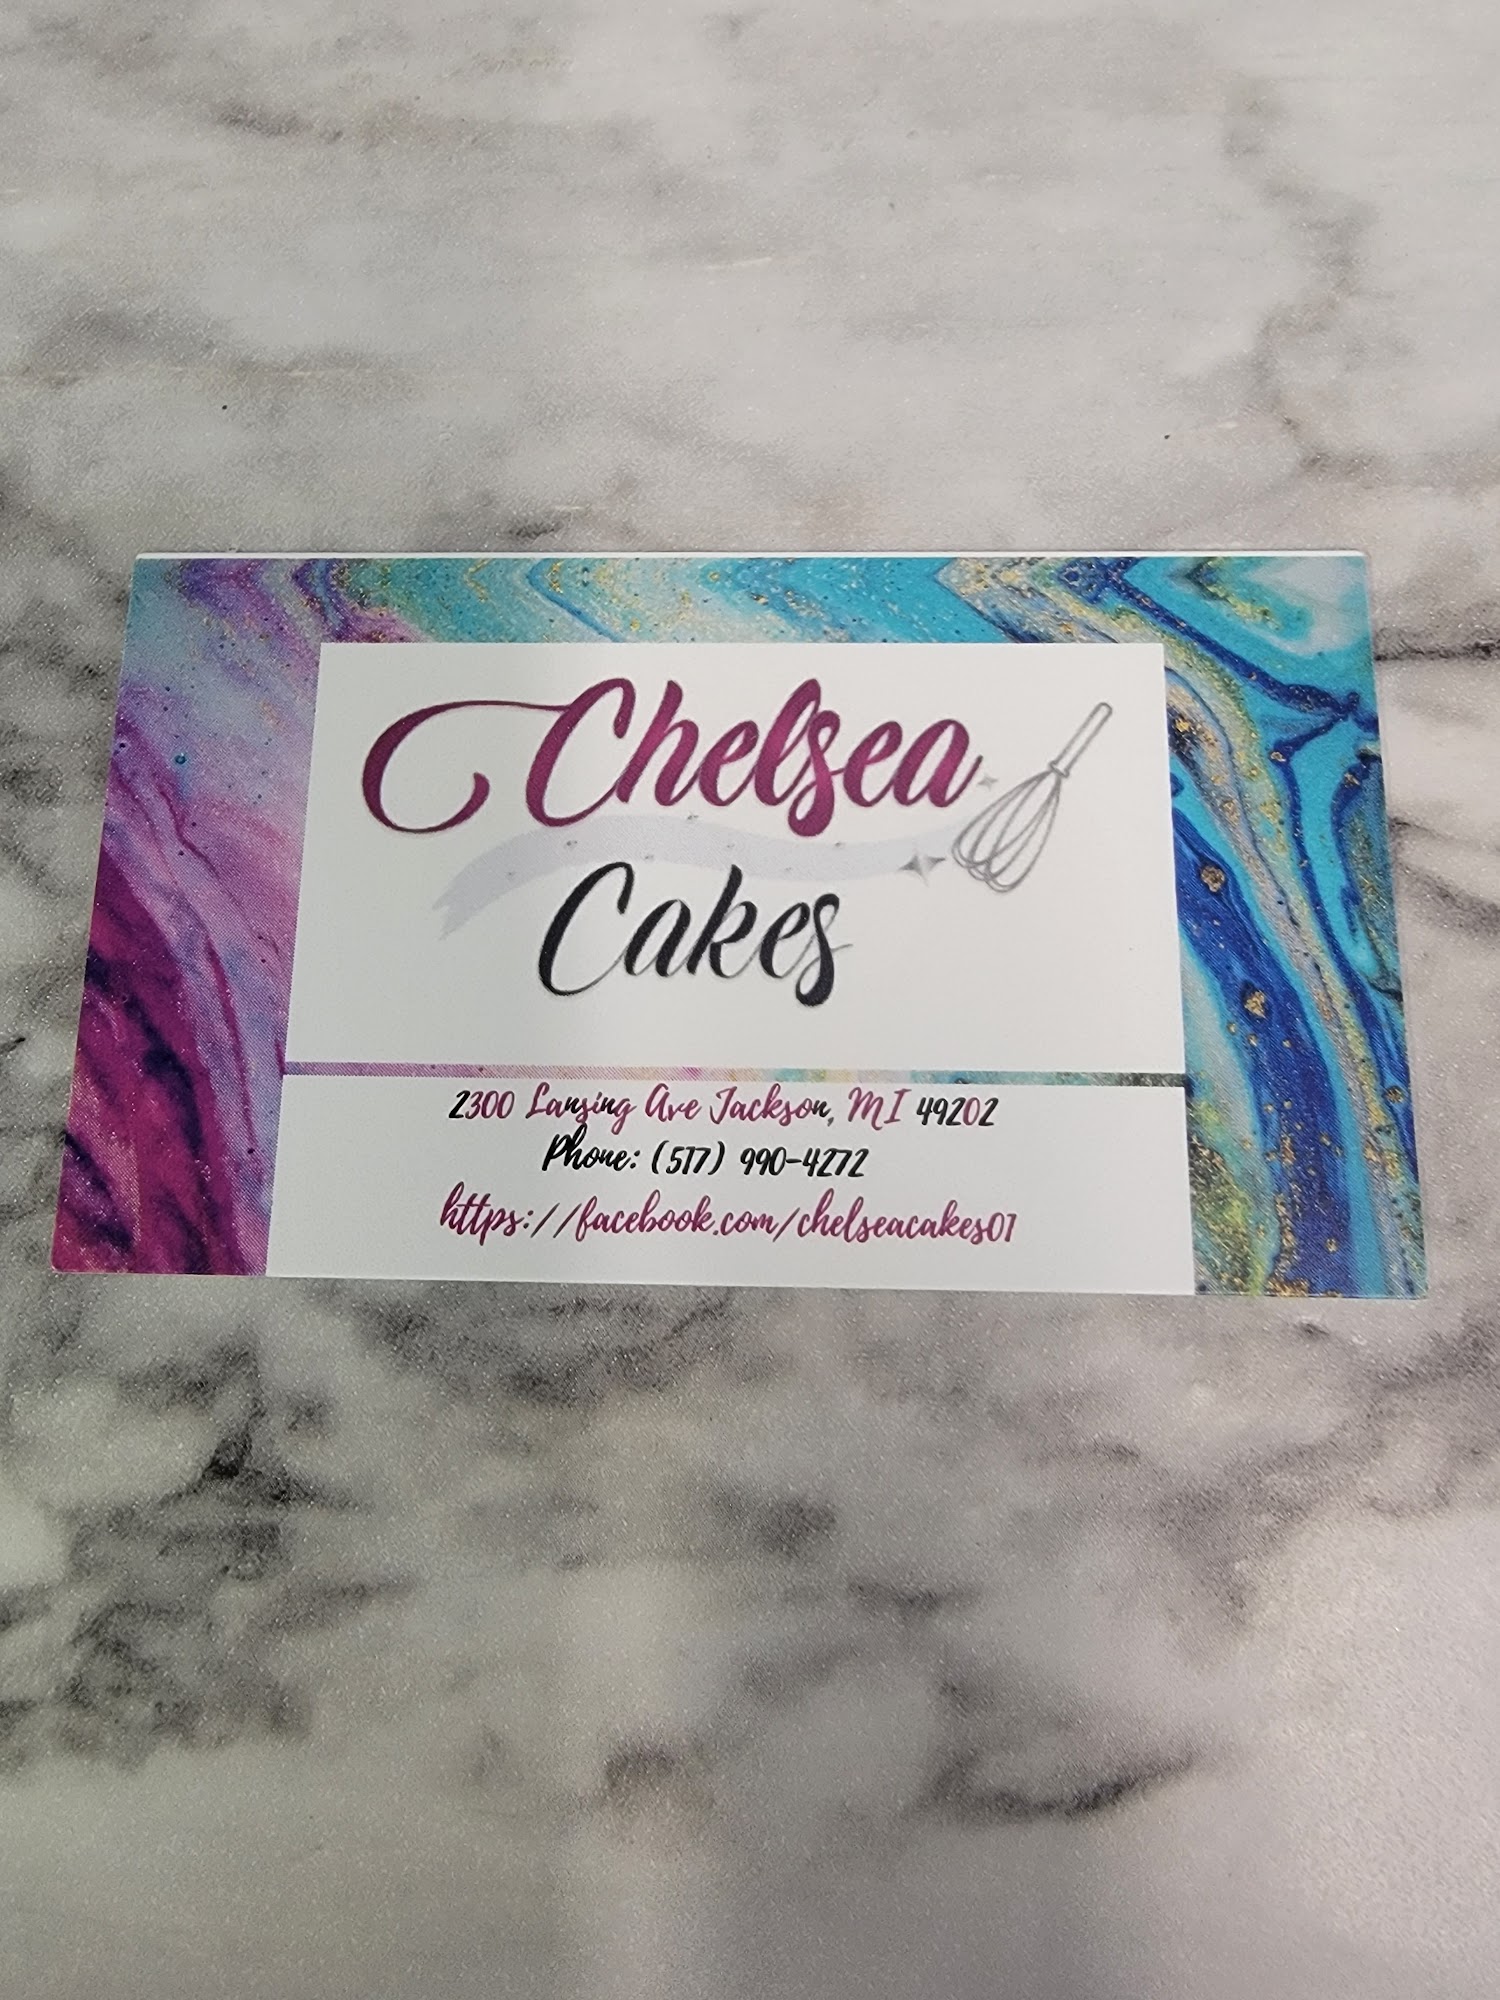 Chelsea
Cakes
2300 Lansing Ave Jackson, MI 49202
Phone: (517) 990-4272
https://facebook.com/chelseacakes01